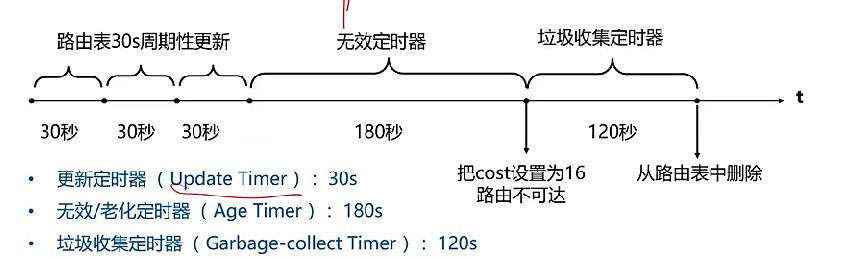 路由表30s周期性更新
无效定时器
垃圾收集定时器
t
30秒
30秒
30秒
180秒
120秒
把cost设置为16
路由不可达
从路由表中删除
• 更新定时器（Update Timer）：30s
• 无效/老化定时器（Age Timer）：180s
• 垃圾收集定时器（Garbage-collect Timer）：120s